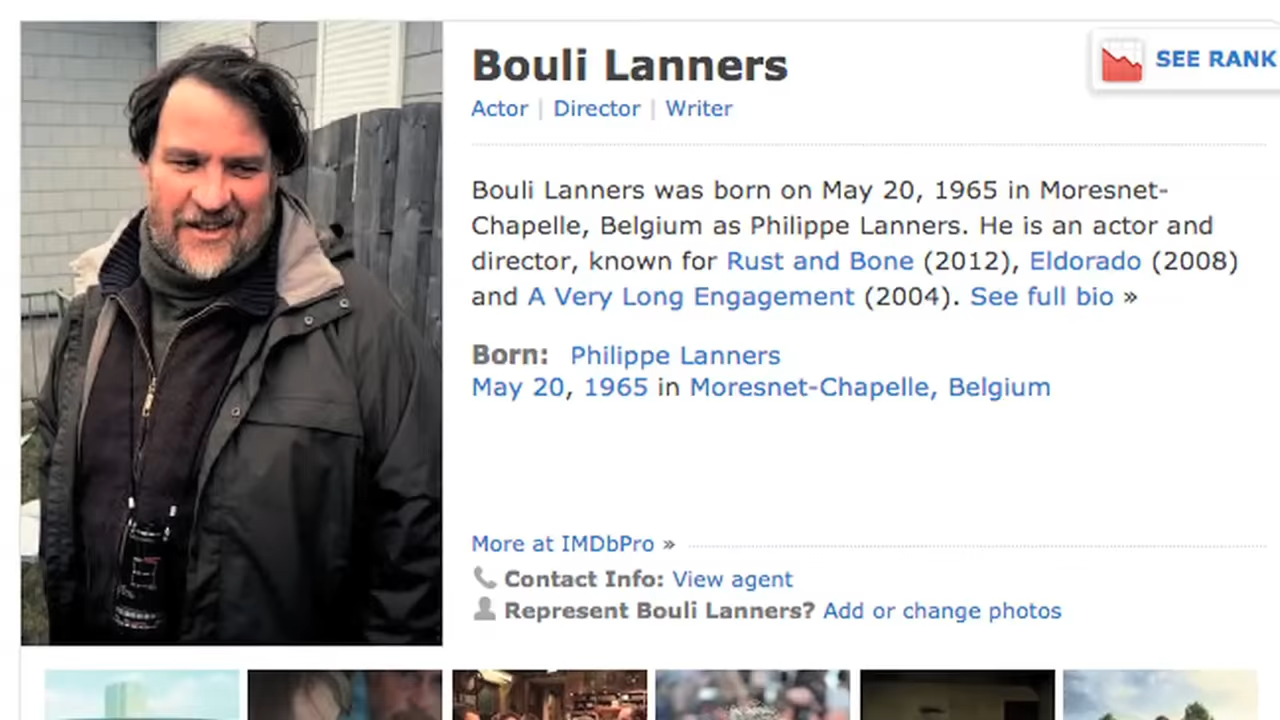 Bouli Lanners
SEE RANK
Actor | Director | Writer
Bouli Lanners was born on May 20, 1965 in Moresnet-
Chapelle, Belgium as Philippe Lanners. He is an actor and
director, known for Rust and Bone (2012), Eldorado (2008)
and A Very Long Engagement (2004). See full bio »
Born: Philippe Lanners
May 20, 1965 in Moresnet-Chapelle, Belgium
More at IMDbPro »
Contact Info: View agent
Represent Bouli Lanners? Add or change photos